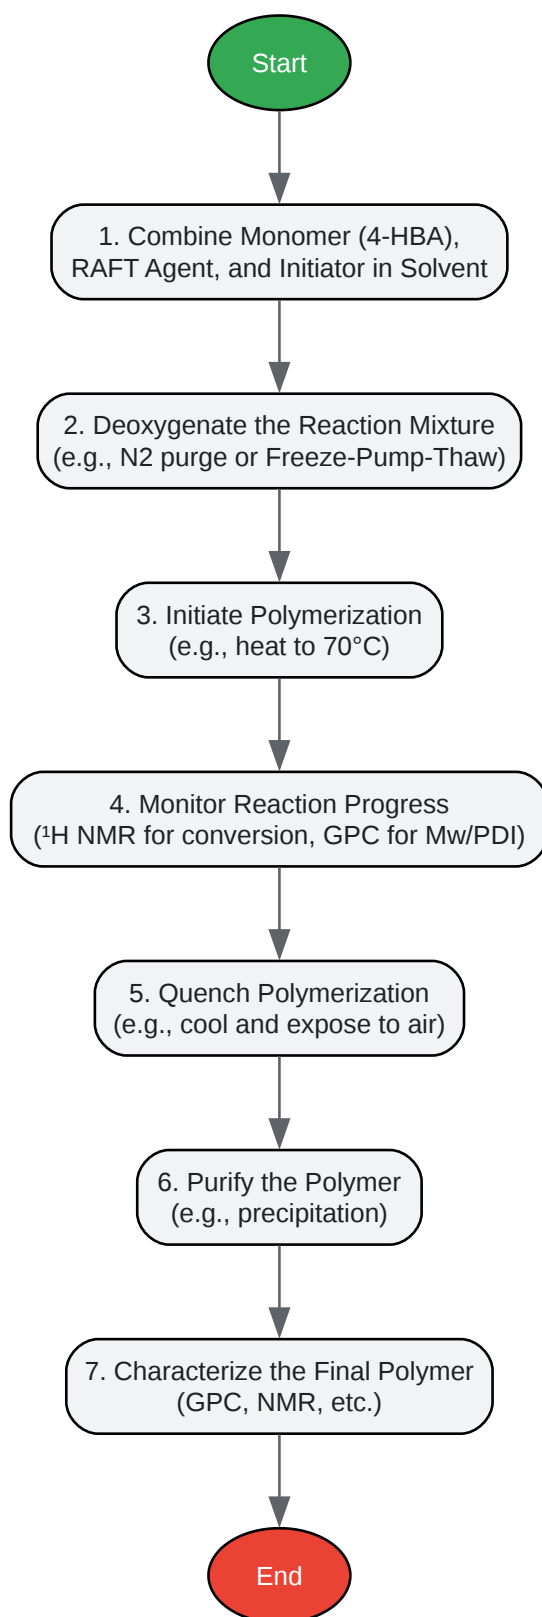 Start
1. Combine Monomer (4-HBA),
RAFT Agent, and Initiator in Solvent
2. Deoxygenate the Reaction Mixture
(e.g., N2 purge or Freeze-Pump-Thaw)
3. Initiate Polymerization
(e.g., heat to 70°C)
4. Monitor Reaction Progress
(¹H NMR for conversion, GPC for Mw/PDI)
5. Quench Polymerization
(e.g., cool and expose to air)
6. Purify the Polymer
(e.g., precipitation)
7. Characterize the Final Polymer
(GPC, NMR, etc.)
End